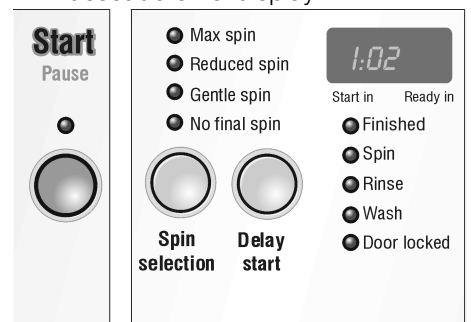 Start
Pause
Max spin
Reduced spin
Gentle spin
No final spin
Spin
selection
Delay
start
1:02
Start in
Ready in
Finished
Spin
Rinse
Wash
Door locked